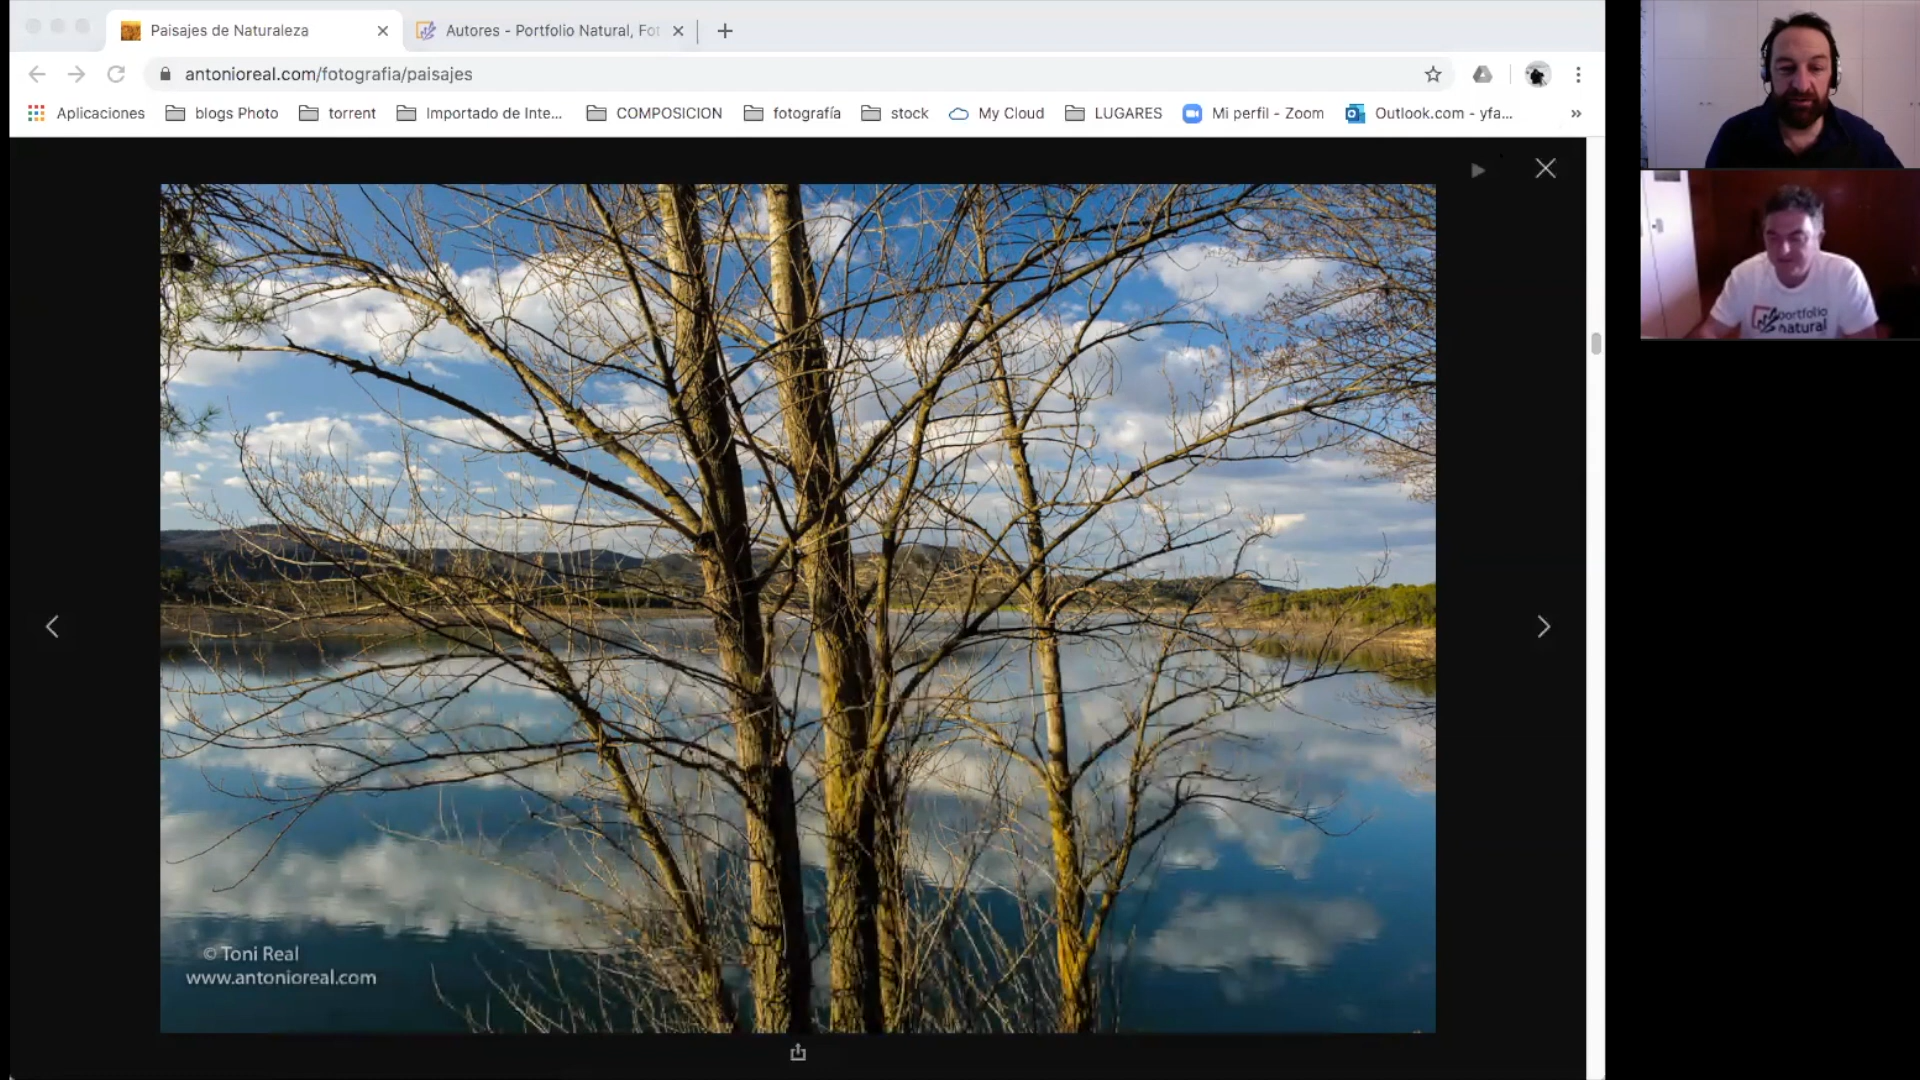 Paisajes de Naturaleza
Autores - Portfolio Natural, Fot
antonioreal.com/fotografia/paisajes
Aplicaciones blogs Photo torrent Importado de Inte... COMPOSICION fotografía stock My Cloud LUGARES Mi perfil - Zoom Outlook.com - yfa...
portfolio
natural
© Toni Real
www.antonioreal.com